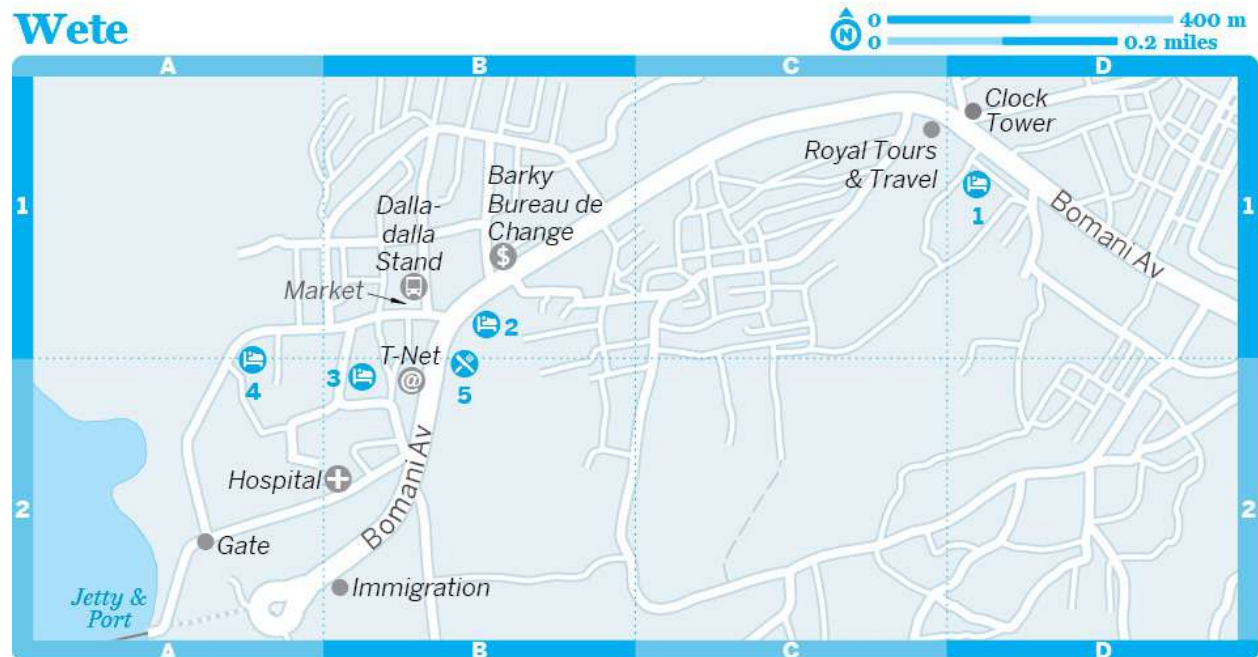 Wete
N
0 400 m
0 0.2 miles
A B C D
1
1
2
2
Clock
Tower
Royal Tours
& Travel
1
Bomani Av
Barky
Bureau de
Change
$
Dalla-
dalla
Stand
Market
2
T-Net
@
3
4
5
Hospital
Bomani Av
Gate
Immigration
Jetty &
Port
A B C D